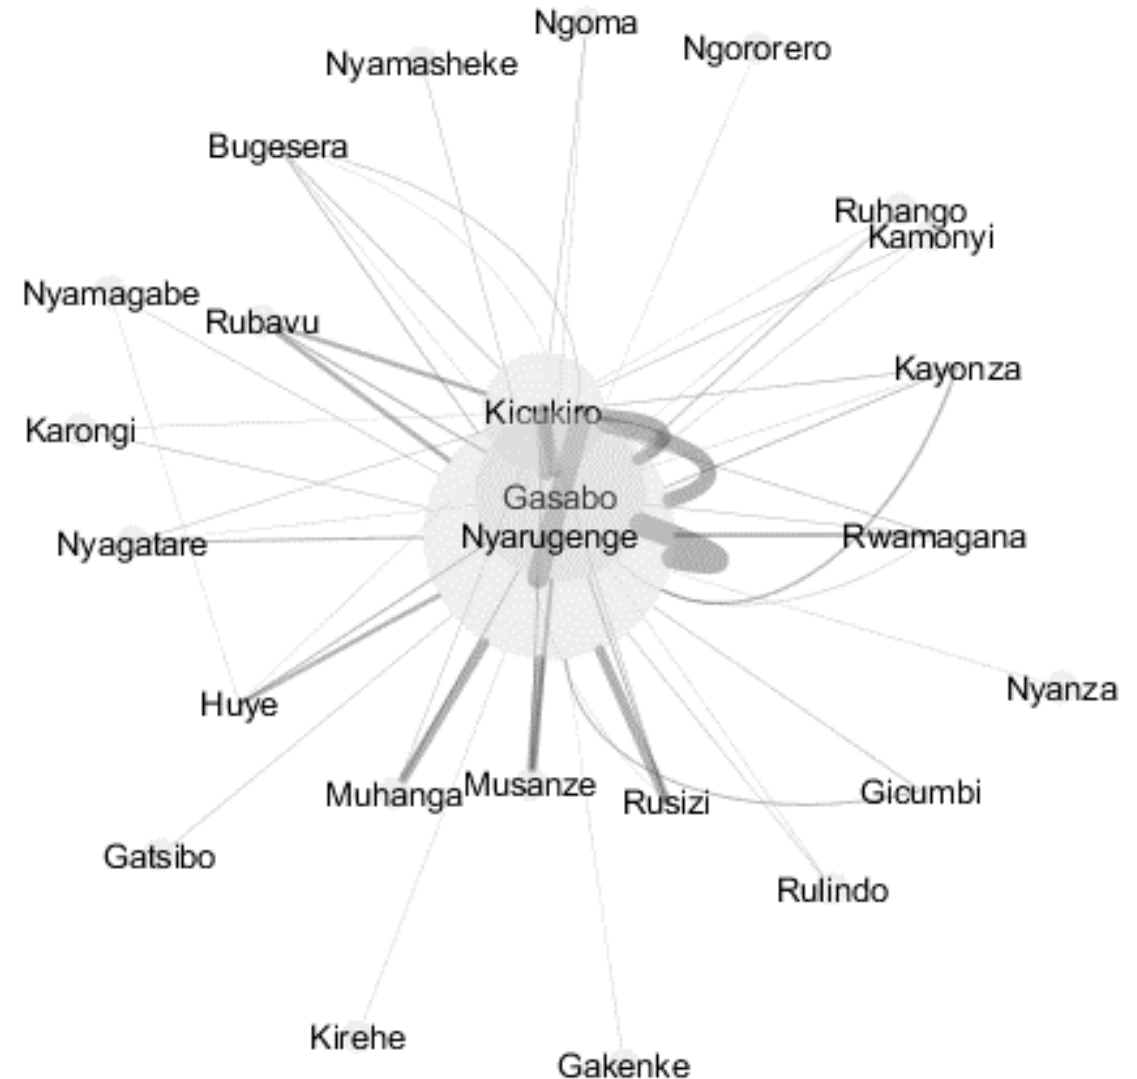 Ngoma
Ngororero
Nyamasheke
Bugesera
Ruhango
Kamonyi
Nyamagabe
Rubavu
Kayonza
Kicukiro
Karongi
Gasabo
Nyarugenge
Rwamagana
Nyagatare
Nyanza
Huye
Musanze
Muhanga
Rusizi
Gicumbi
Gatsibo
Rulindo
Kirehe
Gakenke